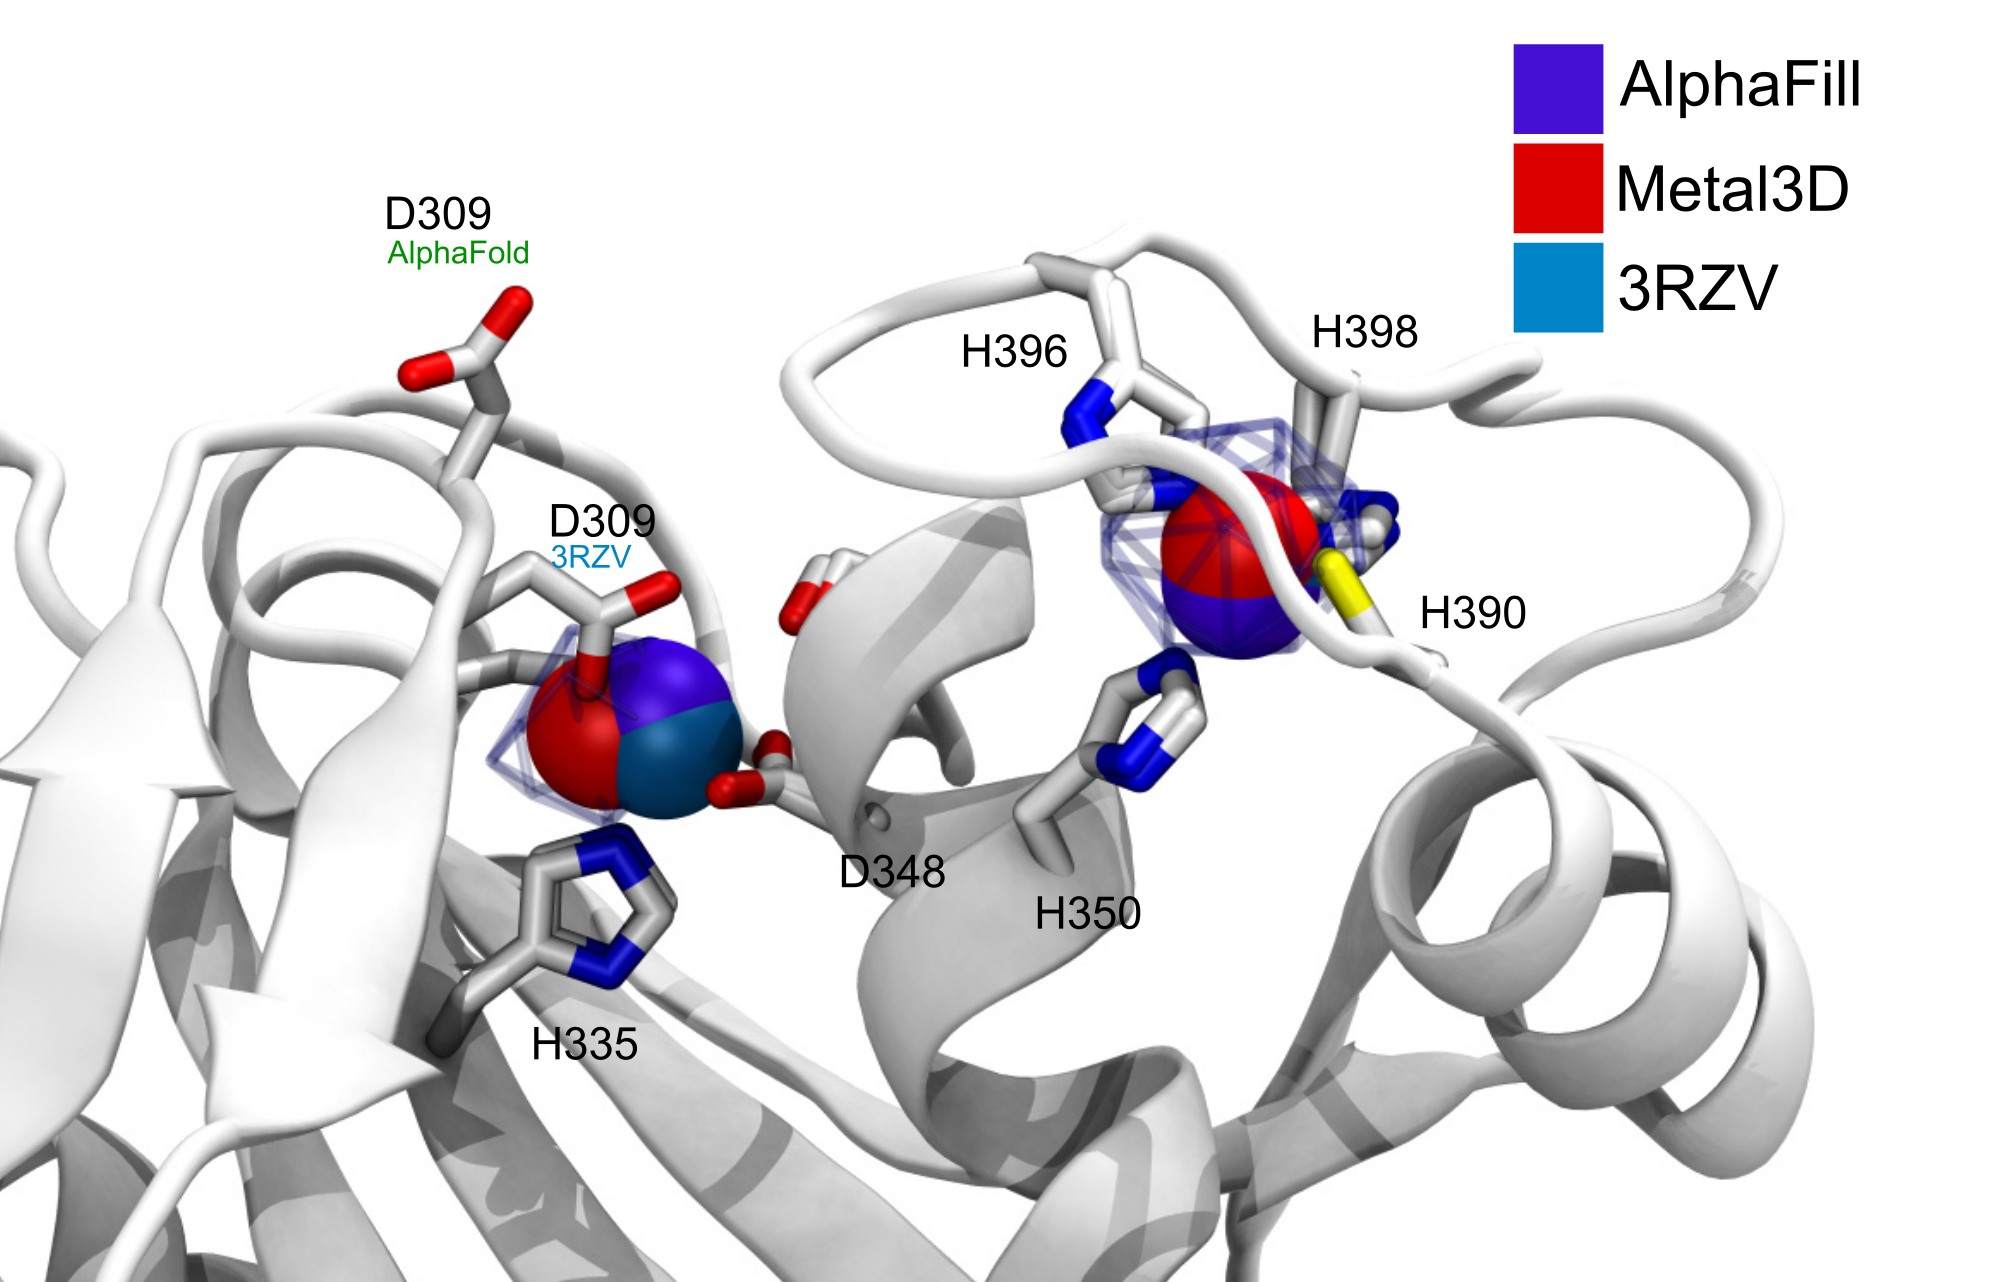 AlphaFill
Metal3D
3RZV
D309
AlphaFold
H396
H398
D309
3RZV
H390
D348
H350
H335